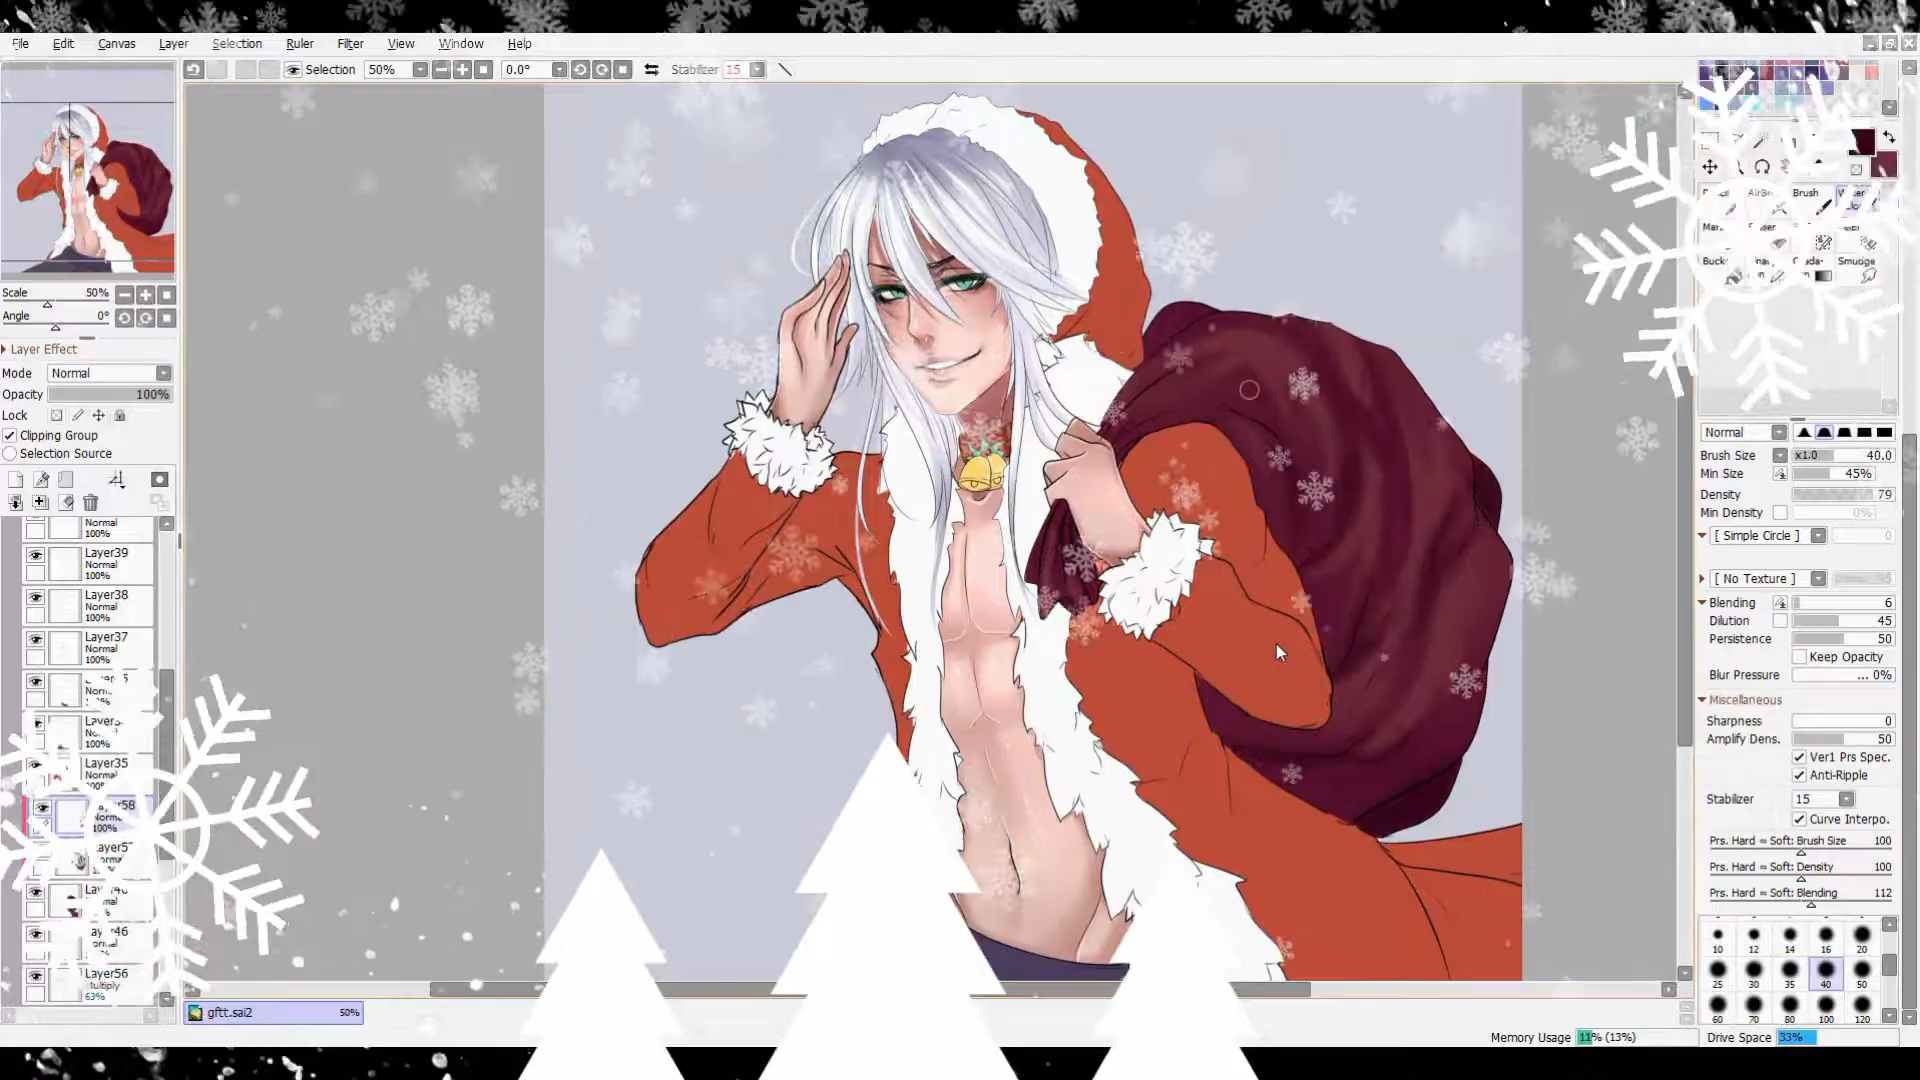 File Edit Canvas Layer Selection Ruler Filter View Window Help
Selection 50% 0.0° Stabilizer 15
Scale 50%
Angle 0°
Layer Effect
Mode Normal
Opacity 100%
Lock
Clipping Group
Selection Source
Normal
100%
Layer39
Normal
100%
Layer38
Normal
100%
Layer37
Normal
100%
100%
Layer35
Normal
Normal
100%
Layer56
Multiply
63%
gftt.sai2 50%
Brush
Smudge
Normal
Brush Size x1.0 40.0
Min Size 45%
Density 79
Min Density 0%
[ Simple Circle ] 0
[ No Texture ] 95
Blending 6
Dilution 45
Persistence 50
Keep Opacity
Blur Pressure ... 0%
Miscellaneous
Sharpness 0
Amplify Dens. 50
Ver1 Prs Spec.
Anti-Ripple
Stabilizer 15
Curve Interpo.
Prs. Hard ⇔ Soft: Brush Size 100
Prs. Hard ⇔ Soft: Density 100
Prs. Hard ⇔ Soft: Blending 112
10 12 14 16 20
25 30 35 40 50
60 70 80 100 120
Memory Usage 11% (13%) Drive Space 33%